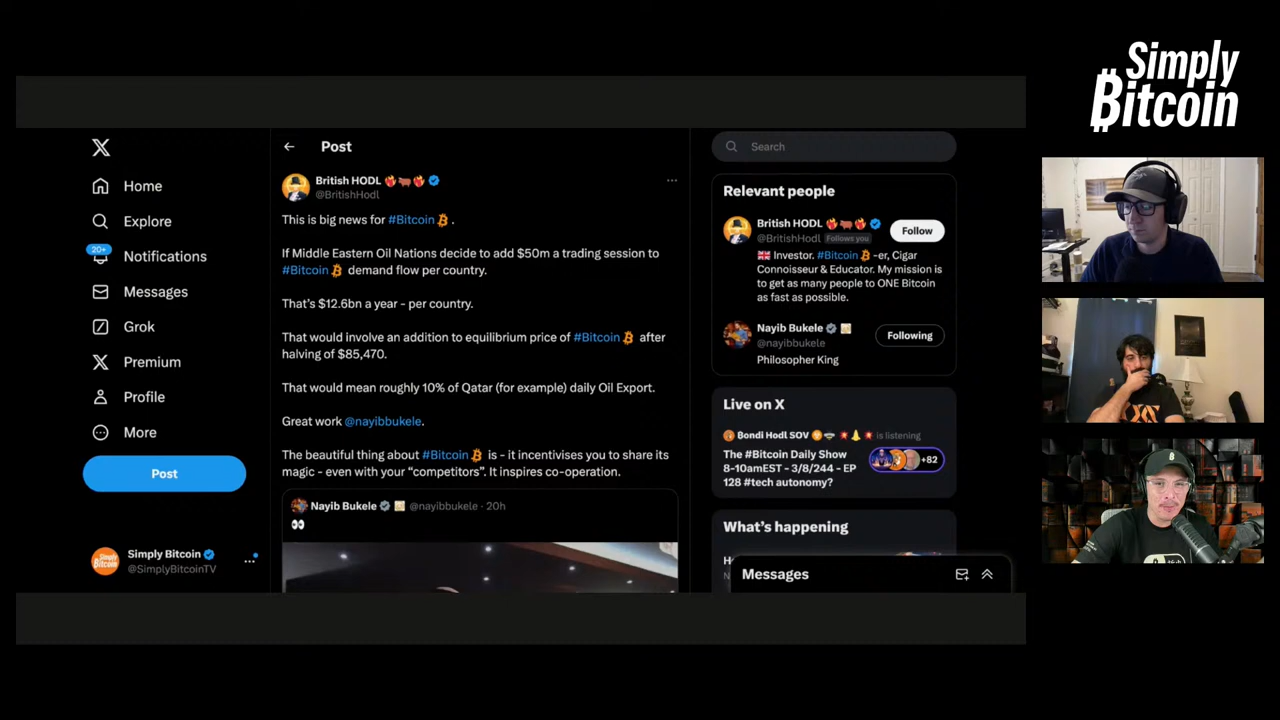 Simply
Bitcoin
Home
Explore
20+
Notifications
Messages
Grok
Premium
Profile
More
Post
Simply Bitcoin
@SimplyBitcoinTV
Post
British HODL
@BritishHodl
This is big news for #Bitcoin .
If Middle Eastern Oil Nations decide to add $50m a trading session to
#Bitcoin demand flow per country.
That's $12.6bn a year - per country.
That would involve an addition to equilibrium price of #Bitcoin after
halving of $85,470.
That would mean roughly 10% of Qatar (for example) daily Oil Export.
Great work @nayibbukele.
The beautiful thing about #Bitcoin is - it incentivises you to share its
magic - even with your “competitors”. It inspires co-operation.
Nayib Bukele @nayibbukele · 20h
Search
Relevant people
British HODL
@BritishHodl Follows you
Follow
Investor. #Bitcoin -er, Cigar
Connoisseur & Educator. My mission is
to get as many people to ONE Bitcoin
as fast as possible.
Nayib Bukele
@nayibbukele
Following
Philosopher King
Live on X
Bondi Hodl SOV is listening
The #Bitcoin Daily Show
8-10amEST - 3/8/244 - EP
128 #tech autonomy?
+82
What's happening
Messages